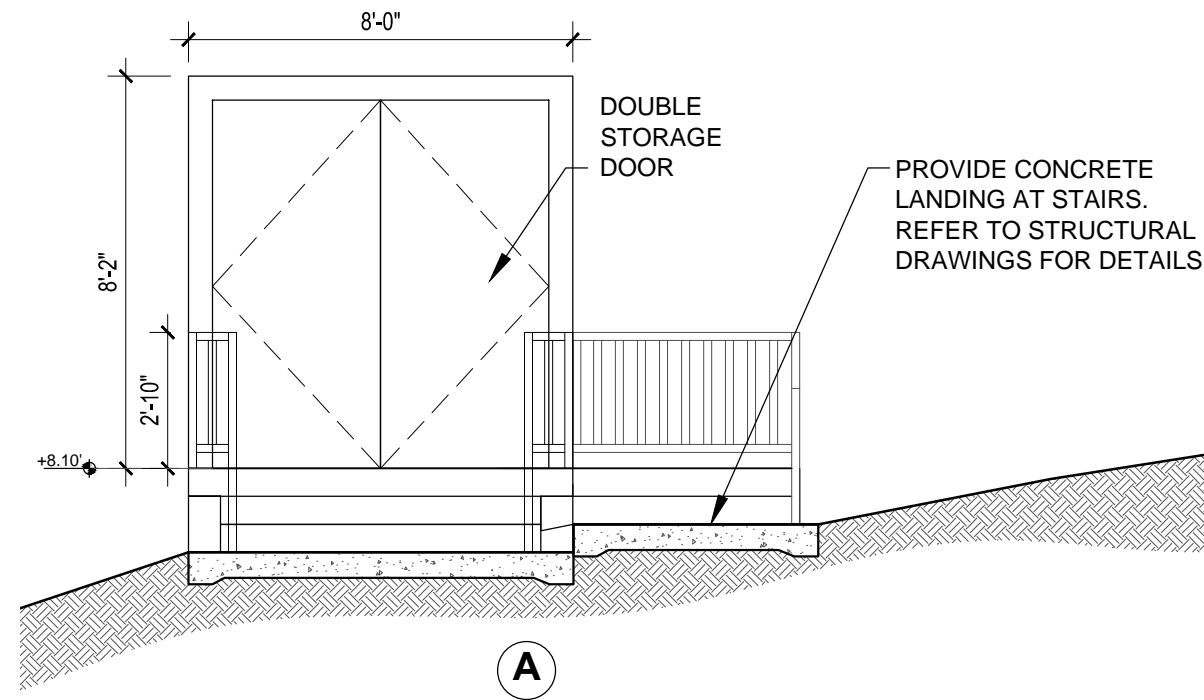 8'-0"
DOUBLE
STORAGE
DOOR
PROVIDE CONCRETE
LANDING AT STAIRS.
REFER TO STRUCTURAL
DRAWINGS FOR DETAILS
8'-2"
2'-10"
+8.10'
A